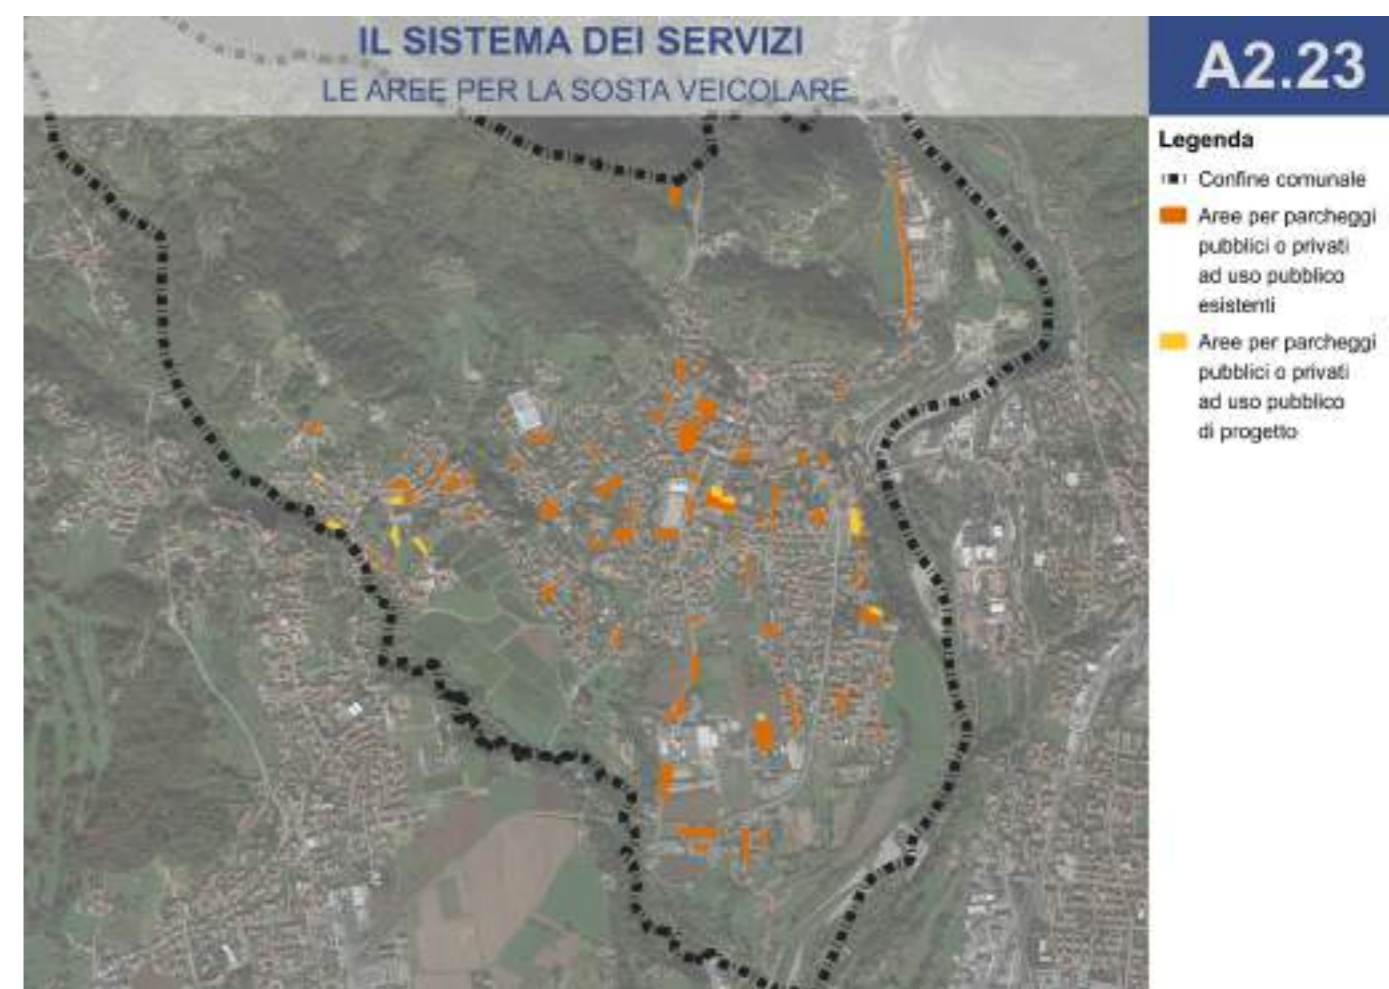 IL SISTEMA DEI SERVIZI
LE AREE PER LA SOSTA VEICOLARE
A2.23
Legenda
Confine comunale
Aree per parcheggi
pubblici o privati
ad uso pubblico
esistenti
Aree per parcheggi
pubblici o privati
ad uso pubblico
di progetto